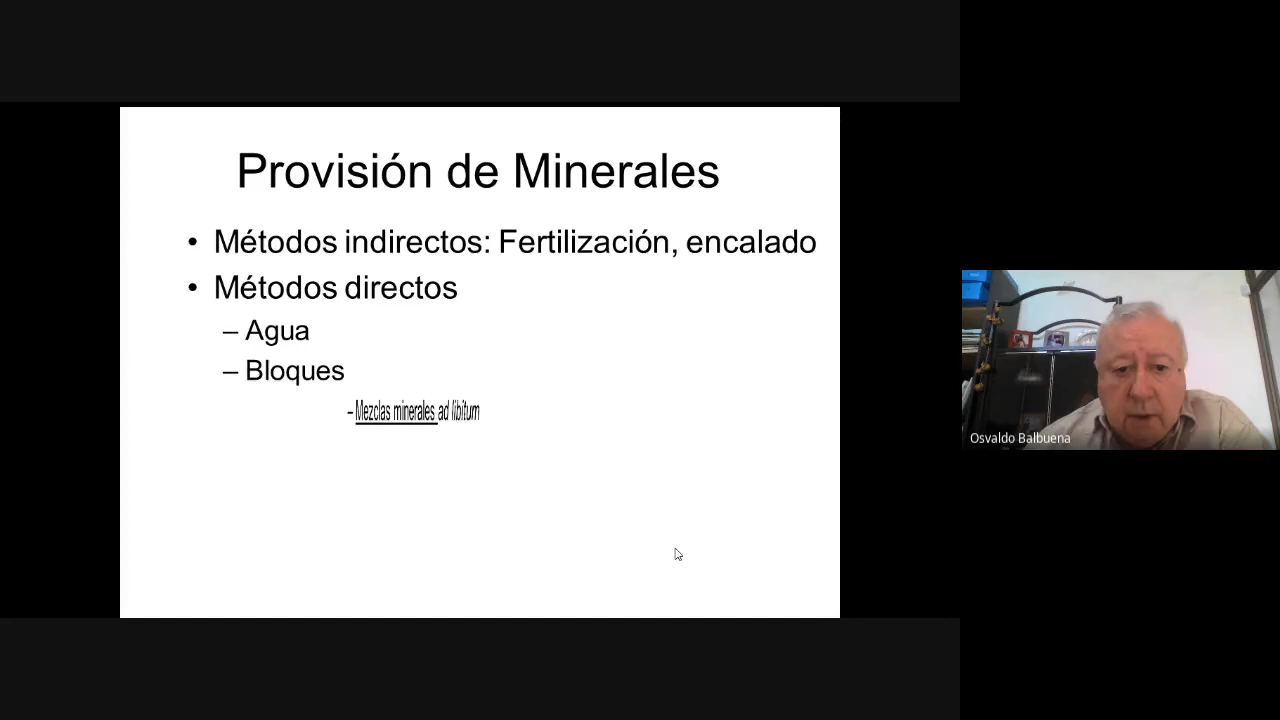 Provisión de Minerales
• Métodos indirectos: Fertilización, encalado
• Métodos directos
– Agua
– Bloques
– Mezclas minerales ad libitum
Osvaldo Balbuena